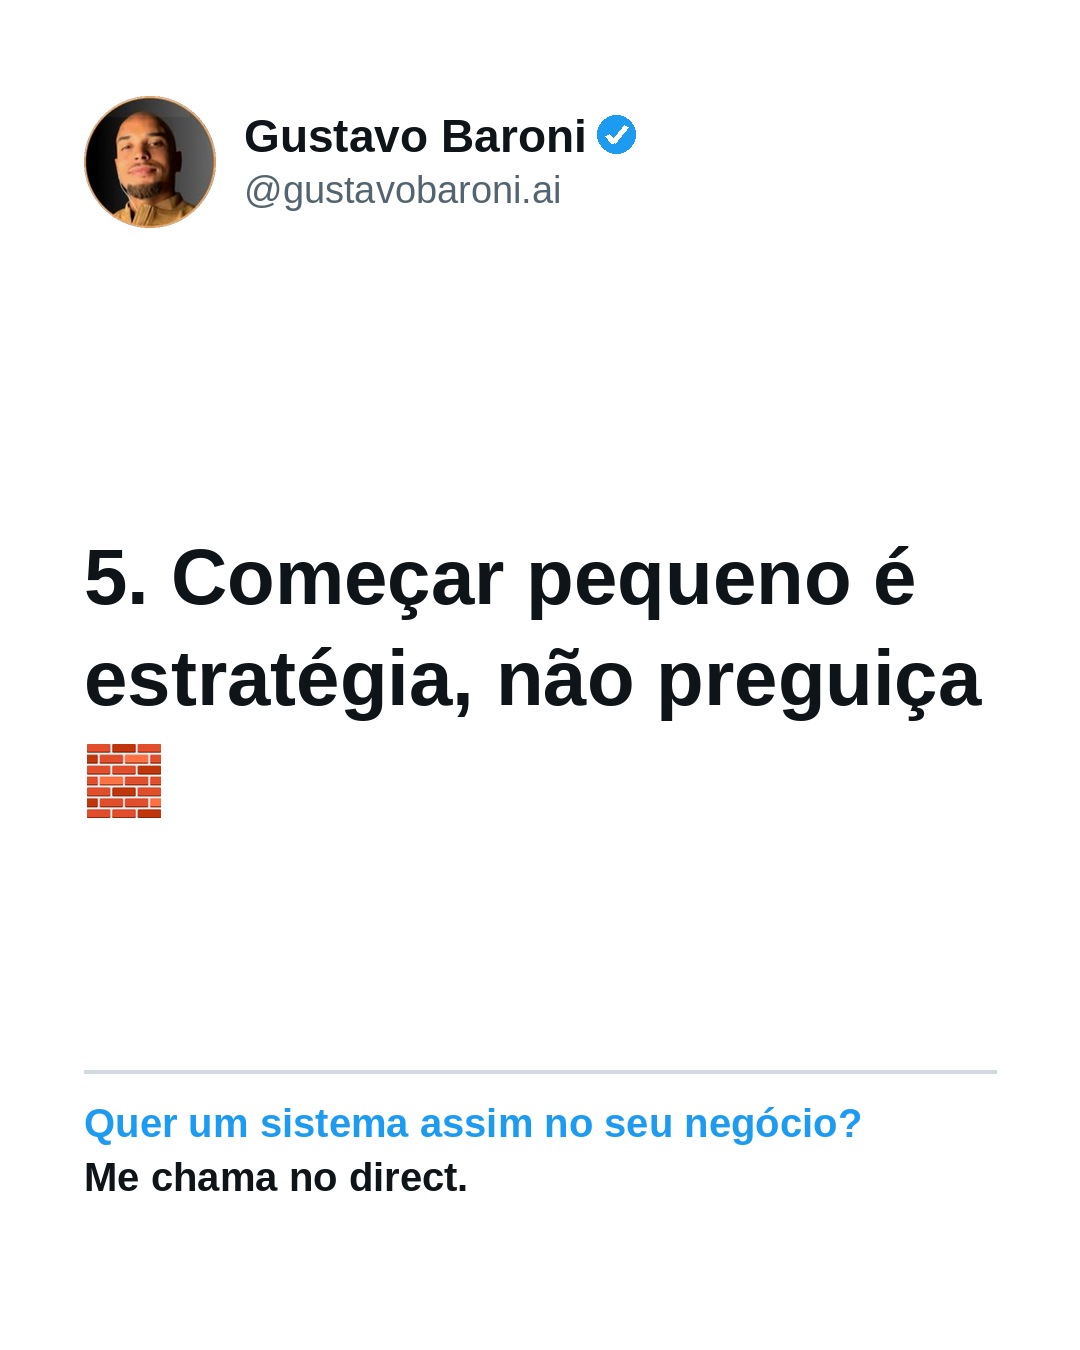 Gustavo Baroni
@gustavobaroni.ai
5. Começar pequeno é
estratégia, não preguiça
🧱
Quer um sistema assim no seu negócio?
Me chama no direct.